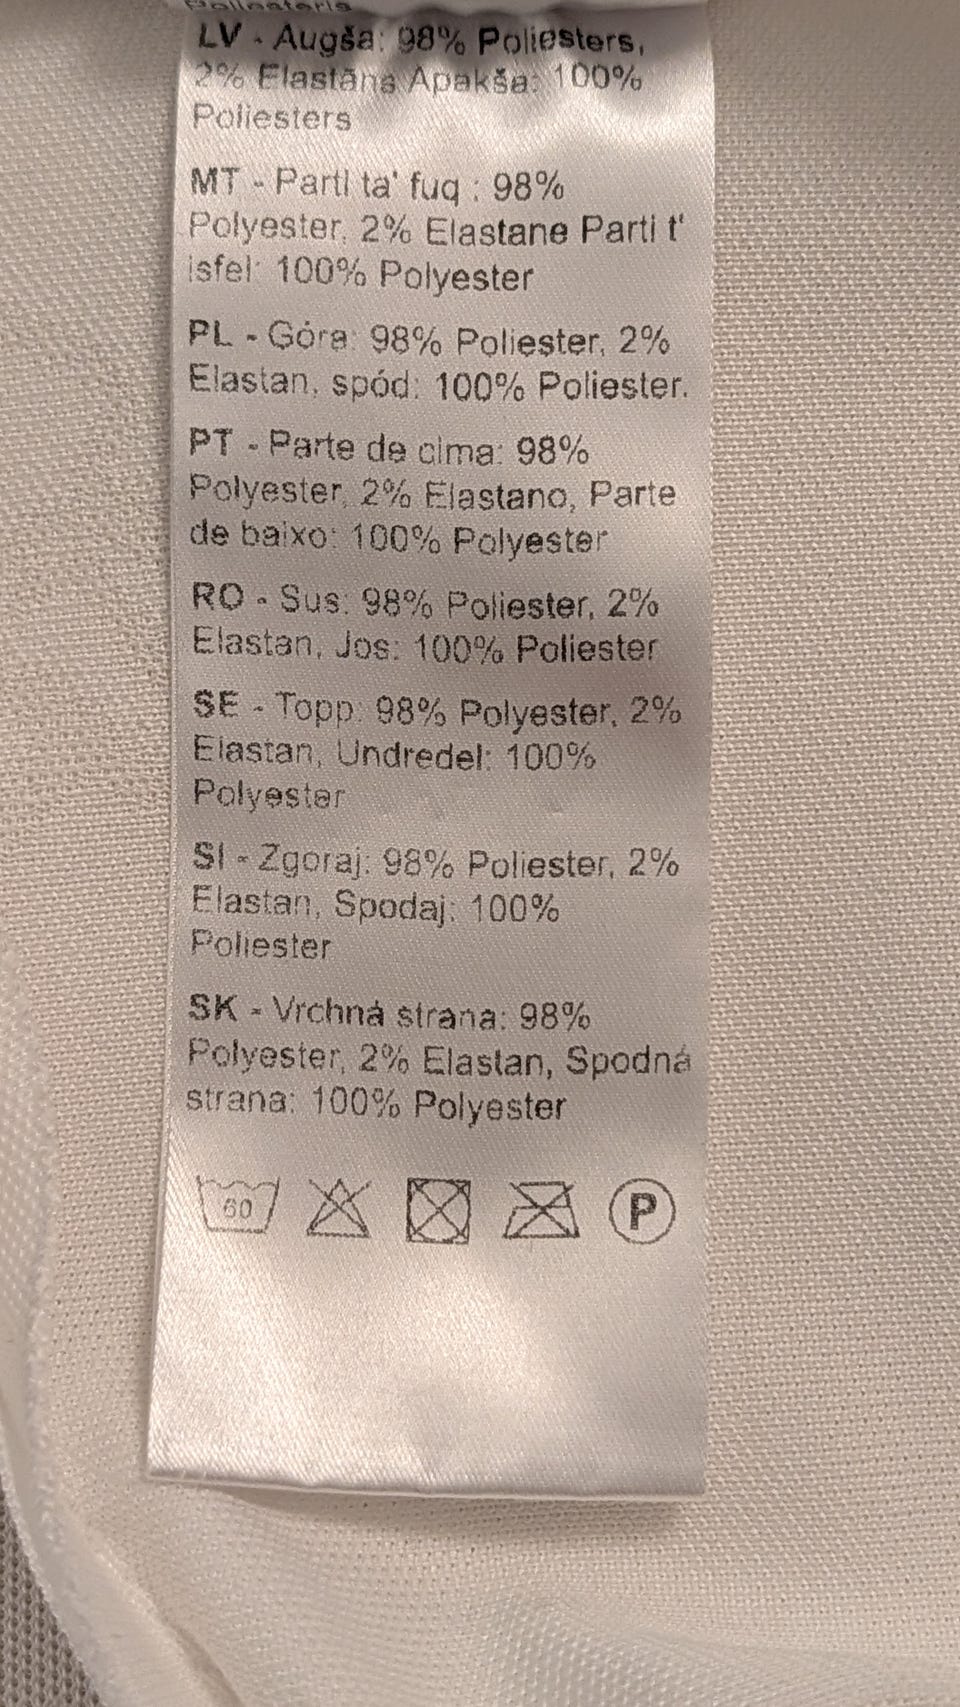 Poliesteris
LV - Augša: 98% Poliesters,
2% Elastāns Apakša: 100%
Poliesters
MT - Parti ta' fuq : 98%
Polyester, 2% Elastane Parti t'
isfel: 100% Polyester
PL - Góra: 98% Poliester, 2%
Elastan, spód: 100% Poliester.
PT - Parte de cima: 98%
Polyester, 2% Elastano, Parte
de baixo: 100% Polyester
RO - Sus: 98% Poliester, 2%
Elastan, Jos: 100% Poliester
SE - Topp: 98% Polyester, 2%
Elastan, Undredel: 100%
Polyester
SI - Zgoraj: 98% Poliester, 2%
Elastan, Spodaj: 100%
Poliester
SK - Vrchná strana: 98%
Polyester, 2% Elastan, Spodná
strana: 100% Polyester
60 P